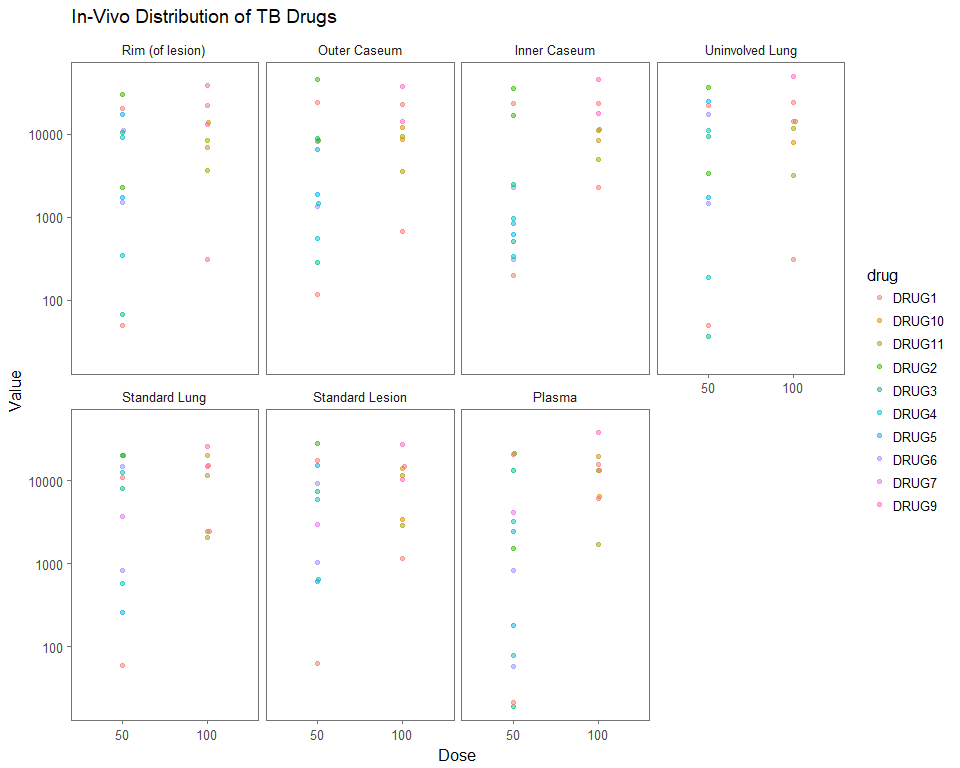 In-Vivo Distribution of TB Drugs
Rim (of lesion) Outer Caseum Inner Caseum Uninvolved Lung
10000
1000
100
50 100
Standard Lung Standard Lesion Plasma
10000
1000
100
50 100 50 100 50 100
Dose
Value
drug
DRUG1
DRUG10
DRUG11
DRUG2
DRUG3
DRUG4
DRUG5
DRUG6
DRUG7
DRUG9